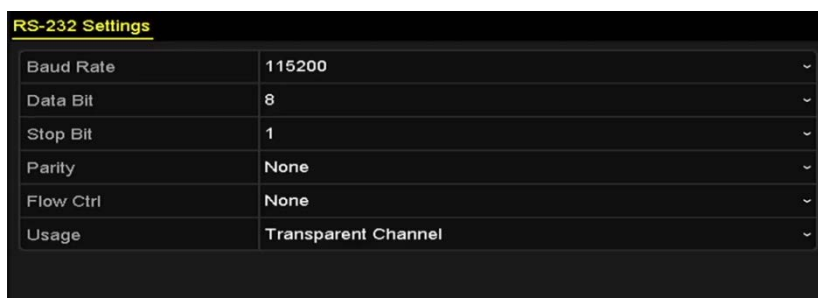 RS-232 Settings
Baud Rate 115200
Data Bit 8
Stop Bit 1
Parity None
Flow Ctrl None
Usage Transparent Channel